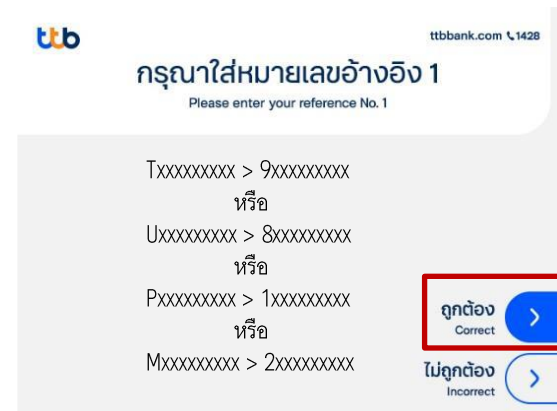 ttb
ttbbank.com 1428
กรุณาใส่หมายเลขอ้างอิง 1
Please enter your reference No. 1
Txxxxxxxxx > 9xxxxxxxxx
หรือ
Uxxxxxxxxx > 8xxxxxxxxx
หรือ
Pxxxxxxxxx > 1xxxxxxxxx
หรือ
Mxxxxxxxxx > 2xxxxxxxxx
ถูกต้อง
Correct
ไม่ถูกต้อง
Incorrect